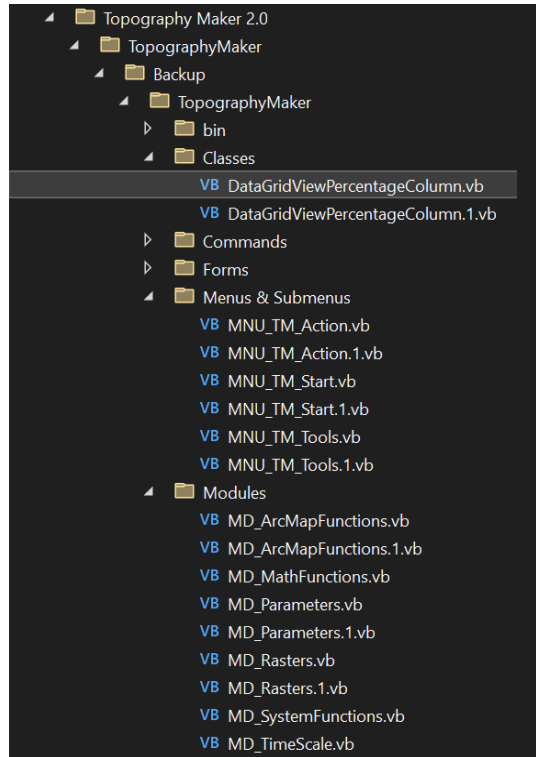 Topography Maker 2.0
TopographyMaker
Backup
TopographyMaker
bin
Classes
VB DataGridViewPercentageColumn.vb
VB DataGridViewPercentageColumn.1.vb
Commands
Forms
Menus & Submenus
VB MNU_TM_Action.vb
VB MNU_TM_Action.1.vb
VB MNU_TM_Start.vb
VB MNU_TM_Start.1.vb
VB MNU_TM_Tools.vb
VB MNU_TM_Tools.1.vb
Modules
VB MD_ArcMapFunctions.vb
VB MD_ArcMapFunctions.1.vb
VB MD_MathFunctions.vb
VB MD_Parameters.vb
VB MD_Parameters.1.vb
VB MD_Rasters.vb
VB MD_Rasters.1.vb
VB MD_SystemFunctions.vb
VB MD_TimeScale.vb